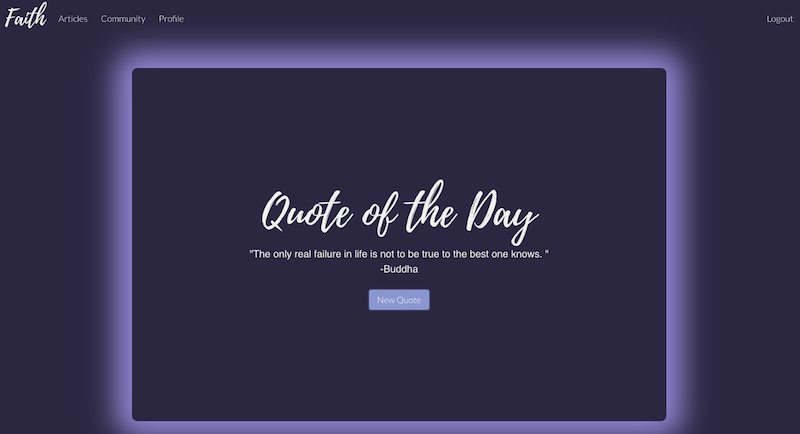 Faith Articles Community Profile Logout
Quote of the Day
"The only real failure in life is not to be true to the best one knows. "
-Buddha
New Quote